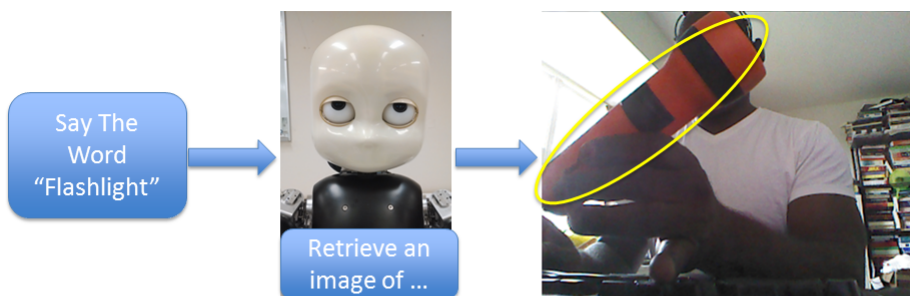 Say The
Word
“Flashlight”
Retrieve an
image of ...